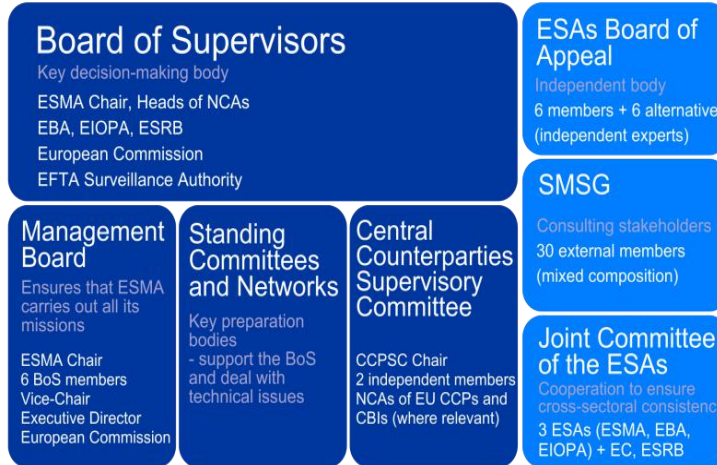 Board of Supervisors
Key decision-making body
ESMA Chair, Heads of NCAs
EBA, EIOPA, ESRB
European Commission
EFTA Surveillance Authority
Management
Board
Ensures that ESMA
carries out all its
missions
ESMA Chair
6 BoS members
Vice-Chair
Executive Director
European Commission
Standing
Committees
and Networks
Key preparation
bodies
- support the BoS
and deal with
technical issues
Central
Counterparties
Supervisory
Committee
CCPSC Chair
2 independent members
NCAs of EU CCPs and
CBIs (where relevant)
ESAs Board of
Appeal
Independent body
6 members + 6 alternative
(independent experts)
SMSG
Consulting stakeholders
30 external members
(mixed composition)
Joint Committee
of the ESAs
Cooperation to ensure
cross-sectoral consistenc
3 ESAs (ESMA, EBA,
EIOPA) + EC, ESRB